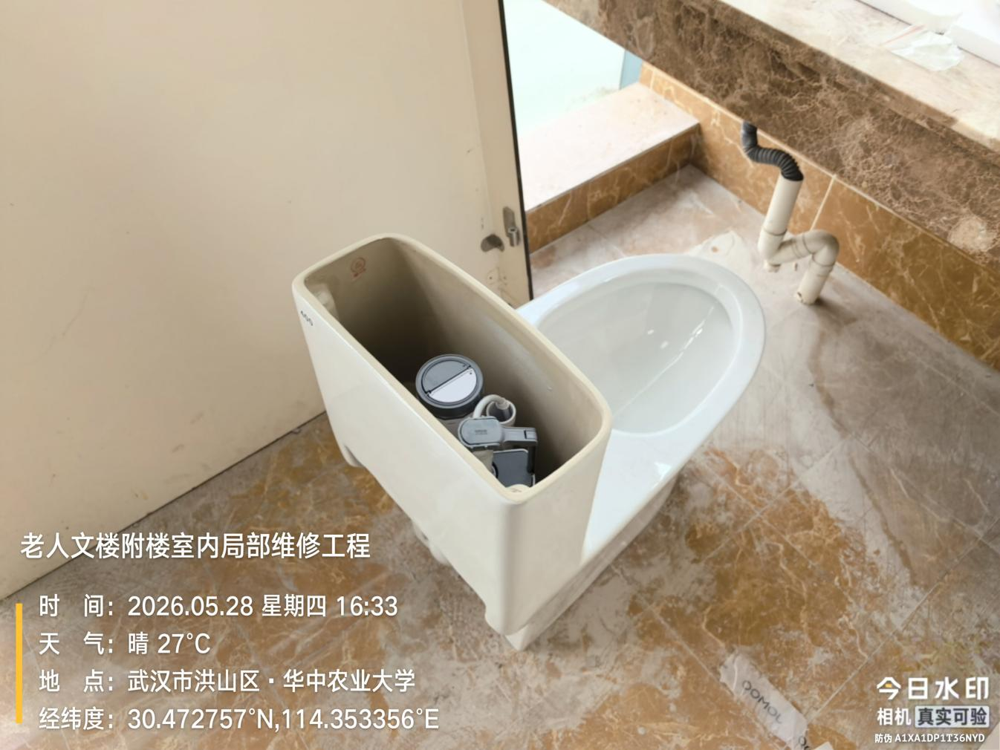 老人文楼附楼室内局部维修工程
时 间：2026.05.28 星期四 16:33
天 气：晴 27°C
地 点：武汉市洪山区·华中农业大学
经纬度：30.472757°N,114.353356°E
400
DOMOL
今日水印
相机 真实可验
防伪 A1XA1DP1T36NYD